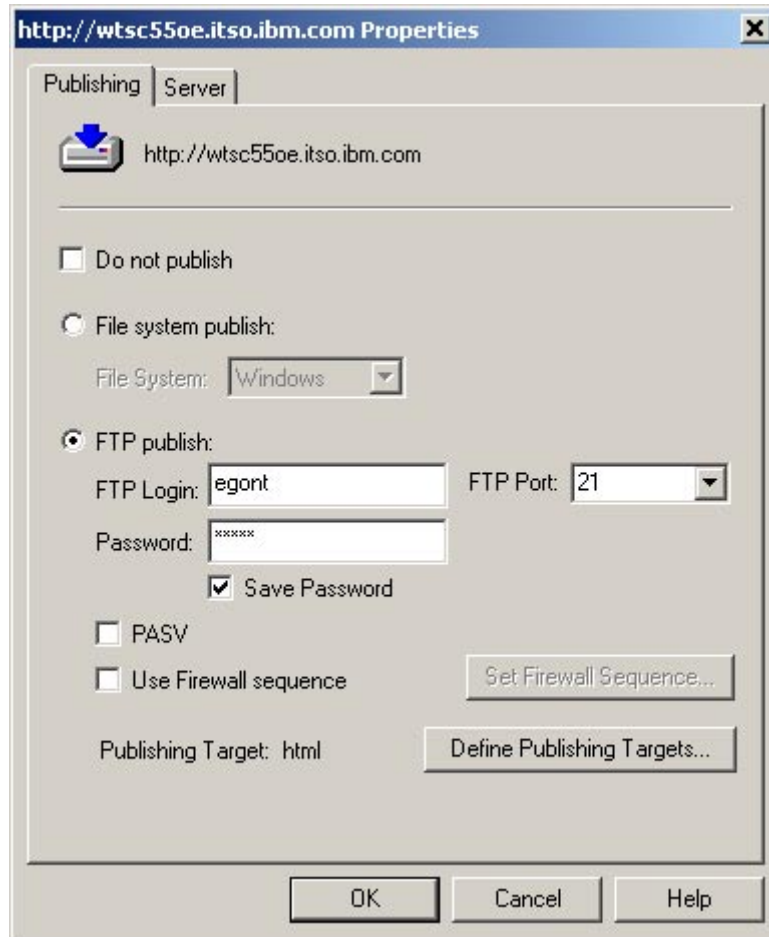 http://wtsc55oe.itso.ibm.com Properties
Publishing Server
http://wtsc55oe.itso.ibm.com
Do not publish
File system publish:
File System: Windows
FTP publish:
FTP Login: egont FTP Port: 21
Password: *****
Save Password
PASV
Use Firewall sequence Set Firewall Sequence...
Publishing Target: html Define Publishing Targets...
OK Cancel Help